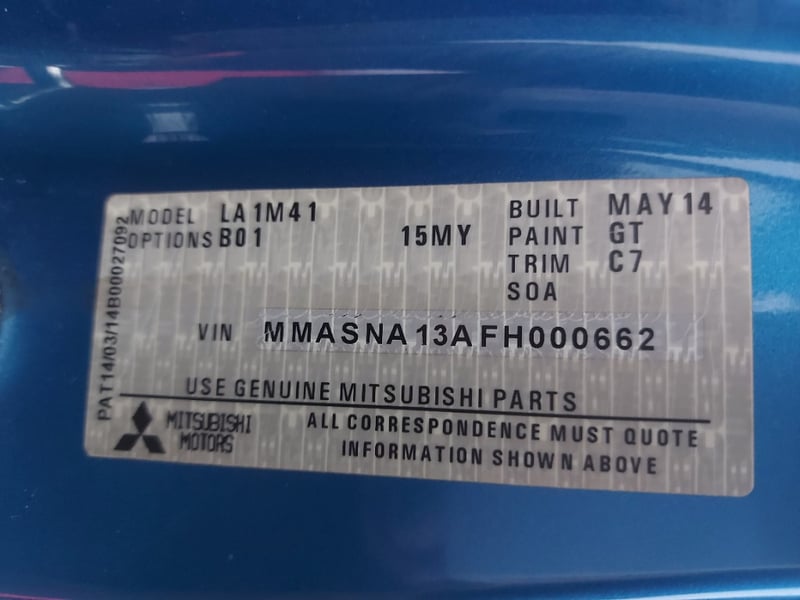 MODEL LA1M41 BUILT MAY14
OPTIONS B01 15MY PAINT GT
TRIM C7
SOA
VIN MMASNA13AFH000662
USE GENUINE MITSUBISHI PARTS
MITSUBISHI
MOTORS
ALL CORRESPONDENCE MUST QUOTE
INFORMATION SHOWN ABOVE
PAT14/03/14B00027092